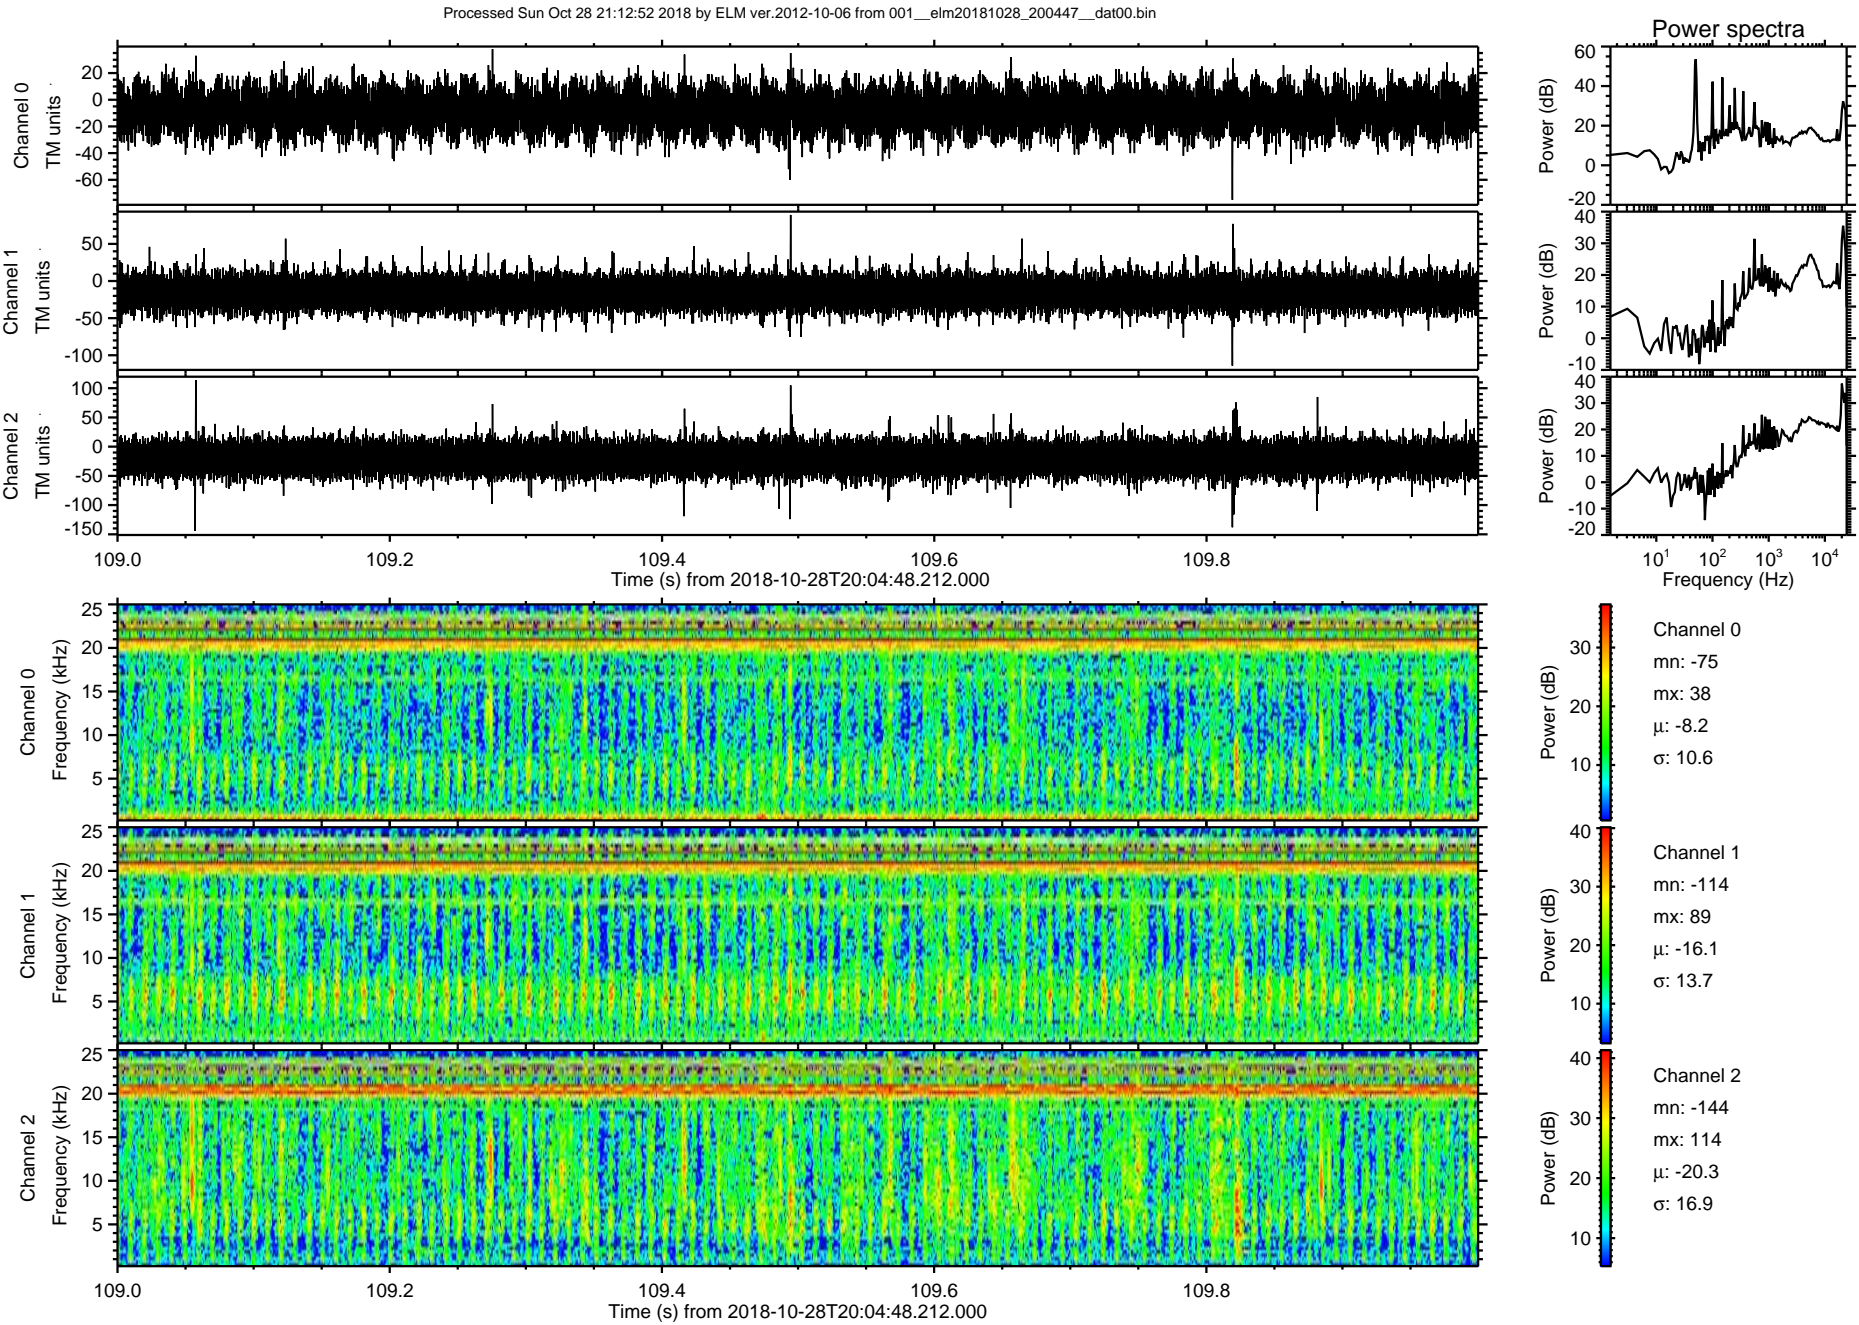 Processed Sun Oct 28 21:12:52 2018 by ELM ver.2012-10-06 from 001__elm20181028_200447__dat00.bin
Power spectra
Channel 0
TM units
20
0
-20
-40
-60
Power (dB)
60
40
20
0
-20
Channel 1
TM units
50
0
-50
-100
Power (dB)
40
30
20
10
0
-10
Channel 2
TM units
100
50
0
-50
-100
-150
Power (dB)
40
30
20
10
0
-10
-20
109.0 109.2 109.4 109.6 109.8
Time (s) from 2018-10-28T20:04:48.212.000
10^1 10^2 10^3 10^4
Frequency (Hz)
Channel 0
Frequency (kHz)
25
20
15
10
5
Power (dB)
30
20
10
Channel 0
mn: -75
mx: 38
μ: -8.2
σ: 10.6
Channel 1
Frequency (kHz)
25
20
15
10
5
Power (dB)
40
30
20
10
Channel 1
mn: -114
mx: 89
μ: -16.1
σ: 13.7
Channel 2
Frequency (kHz)
25
20
15
10
5
Power (dB)
40
30
20
10
Channel 2
mn: -144
mx: 114
μ: -20.3
σ: 16.9
109.0 109.2 109.4 109.6 109.8
Time (s) from 2018-10-28T20:04:48.212.000